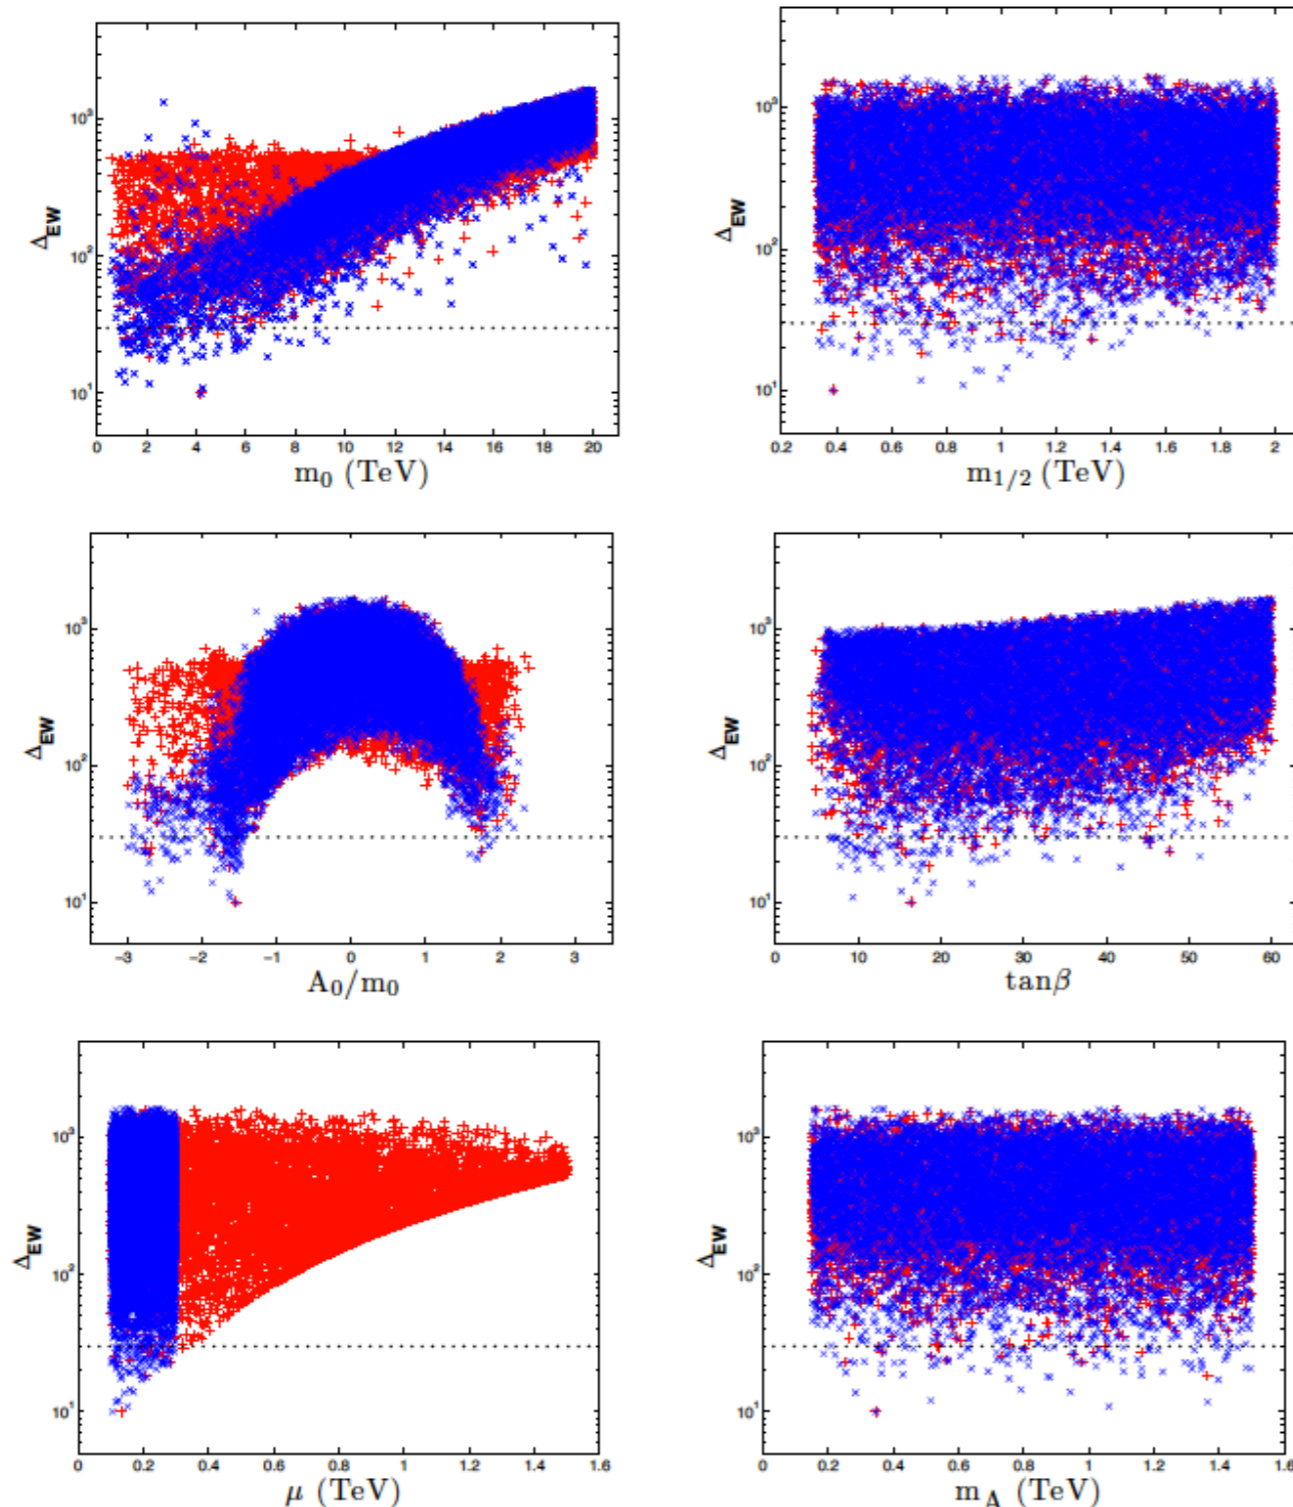 10³
10²
10¹
Δ_EW
0 2 4 6 8 10 12 14 16 18 20
m₀ (TeV)
10³
10²
10¹
Δ_EW
0.2 0.4 0.6 0.8 1 1.2 1.4 1.6 1.8 2
m₁/₂ (TeV)
10³
10²
10¹
Δ_EW
−3 −2 −1 0 1 2 3
A₀/m₀
10³
10²
10¹
Δ_EW
0 10 20 30 40 50 60
tanβ
10³
10²
10¹
Δ_EW
0 0.2 0.4 0.6 0.8 1 1.2 1.4 1.6
μ (TeV)
10³
10²
10¹
Δ_EW
0 0.2 0.4 0.6 0.8 1 1.2 1.4 1.6
m_A (TeV)